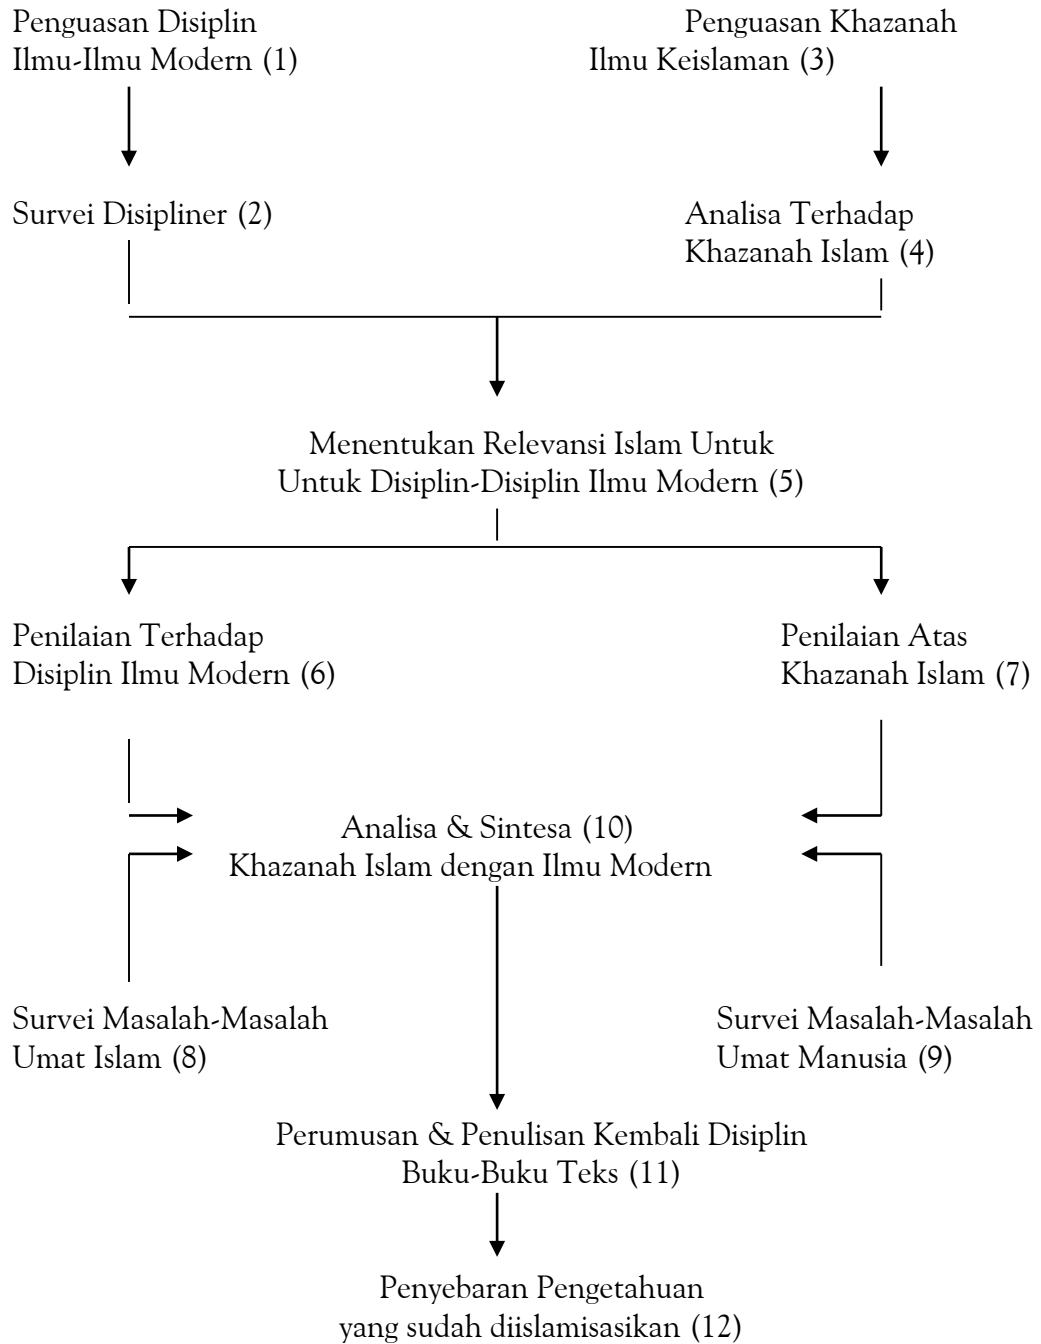 Penguasan Disiplin
Ilmu-Ilmu Modern (1)
Penguasan Khazanah
Ilmu Keislaman (3)
Survei Disipliner (2)
Analisa Terhadap
Khazanah Islam (4)
Menentukan Relevansi Islam Untuk
Untuk Disiplin-Disiplin Ilmu Modern (5)
Penilaian Terhadap
Disiplin Ilmu Modern (6)
Penilaian Atas
Khazanah Islam (7)
Analisa & Sintesa (10)
Khazanah Islam dengan Ilmu Modern
Survei Masalah-Masalah
Umat Islam (8)
Survei Masalah-Masalah
Umat Manusia (9)
Perumusan & Penulisan Kembali Disiplin
Buku-Buku Teks (11)
Penyebaran Pengetahuan
yang sudah diislamisasikan (12)